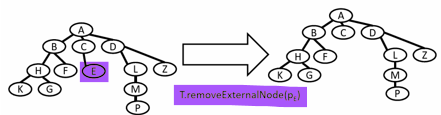 A
B C D
H F E L Z
K G M
P
T.removeExternalNode(pE)
A
B C D
H F L Z
K G M
P